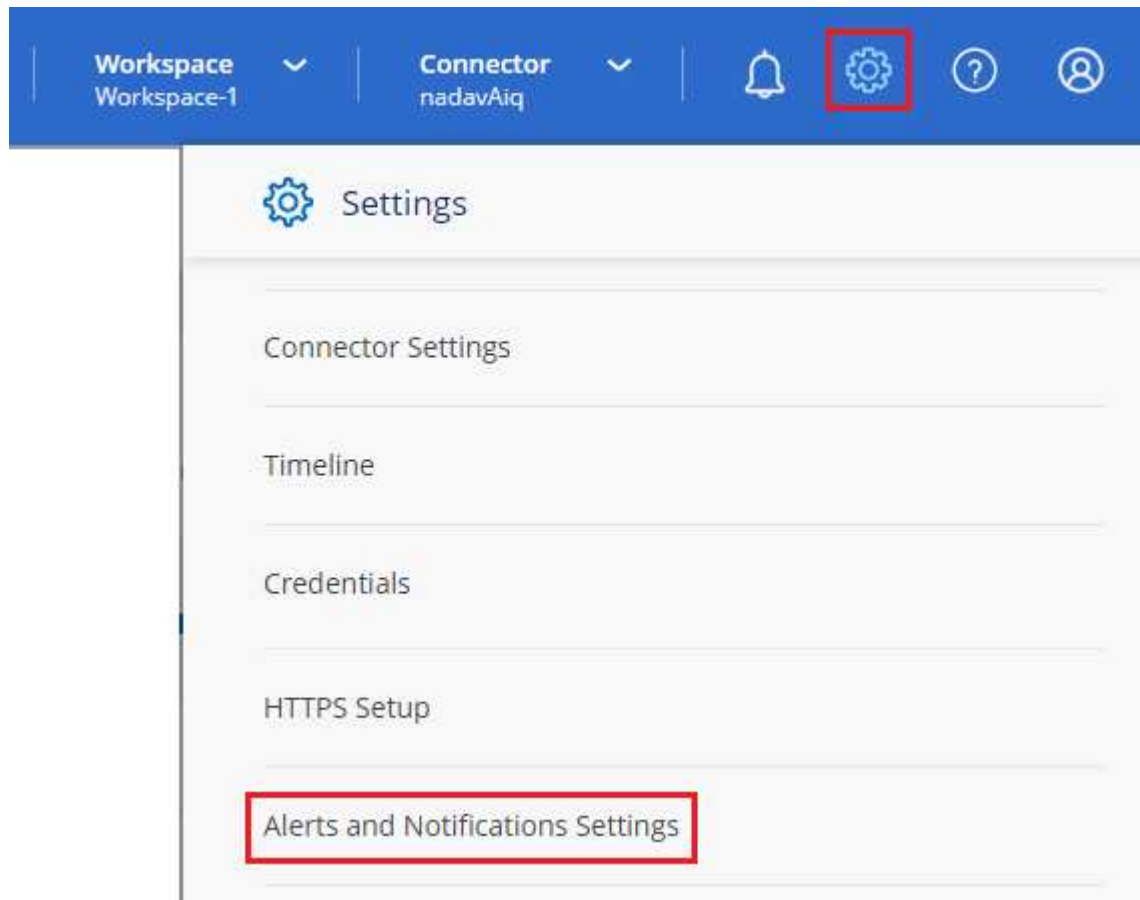 Workspace
Workspace-1
Connector
nadavAiq
Settings
Connector Settings
Timeline
Credentials
HTTPS Setup
Alerts and Notifications Settings